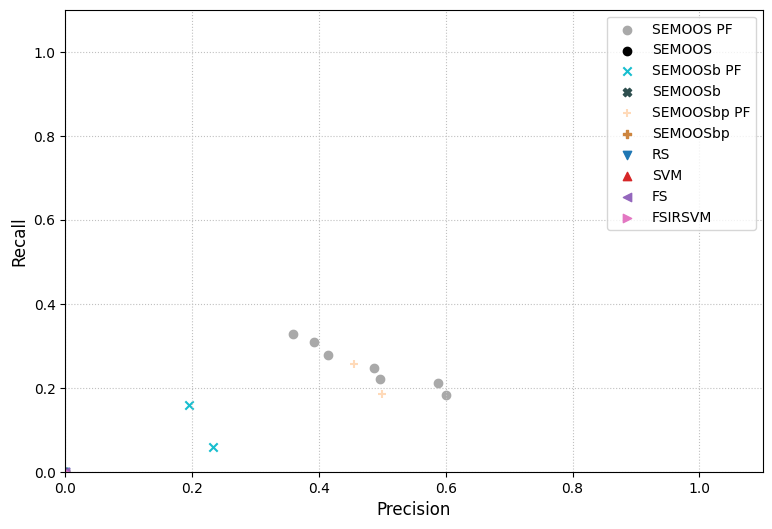 SEMOOS PF
SEMOOS
SEMOOSb PF
SEMOOSb
SEMOOSbp PF
SEMOOSbp
RS
SVM
FS
FSIRSVM
1.0
0.8
0.6
0.4
0.2
0.0
Recall
0.0 0.2 0.4 0.6 0.8 1.0
Precision